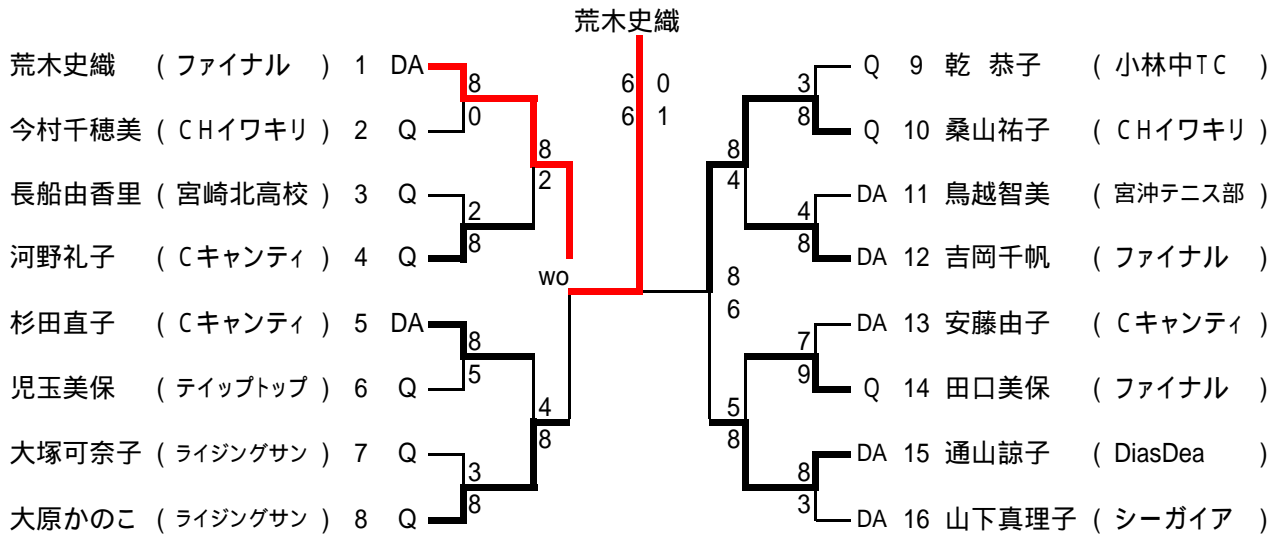 荒木史織
荒木史織 ( ファイナル ) 1 DA
今村千穂美 ( CHイワキリ ) 2 Q
長船由香里 ( 宮崎北高校 ) 3 Q
河野礼子 ( Cキャンティ ) 4 Q
杉田直子 ( Cキャンティ ) 5 DA
児玉美保 ( テイップトップ ) 6 Q
大塚可奈子 ( ライジングサン ) 7 Q
大原かのこ ( ライジングサン ) 8 Q
8
0
2
8
8
5
3
8
8
2
4
8
wo
6 0
6 1
8
6
8
4
5
8
3
8
4
8
7
9
8
3
Q 9 乾 恭子 ( 小林中TC )
Q 10 桑山祐子 ( CHイワキリ )
DA 11 鳥越智美 ( 宮沖テニス部 )
DA 12 吉岡千帆 ( ファイナル )
DA 13 安藤由子 ( Cキャンティ )
Q 14 田口美保 ( ファイナル )
DA 15 通山諒子 ( DiasDea )
DA 16 山下真理子 ( シーガイア )